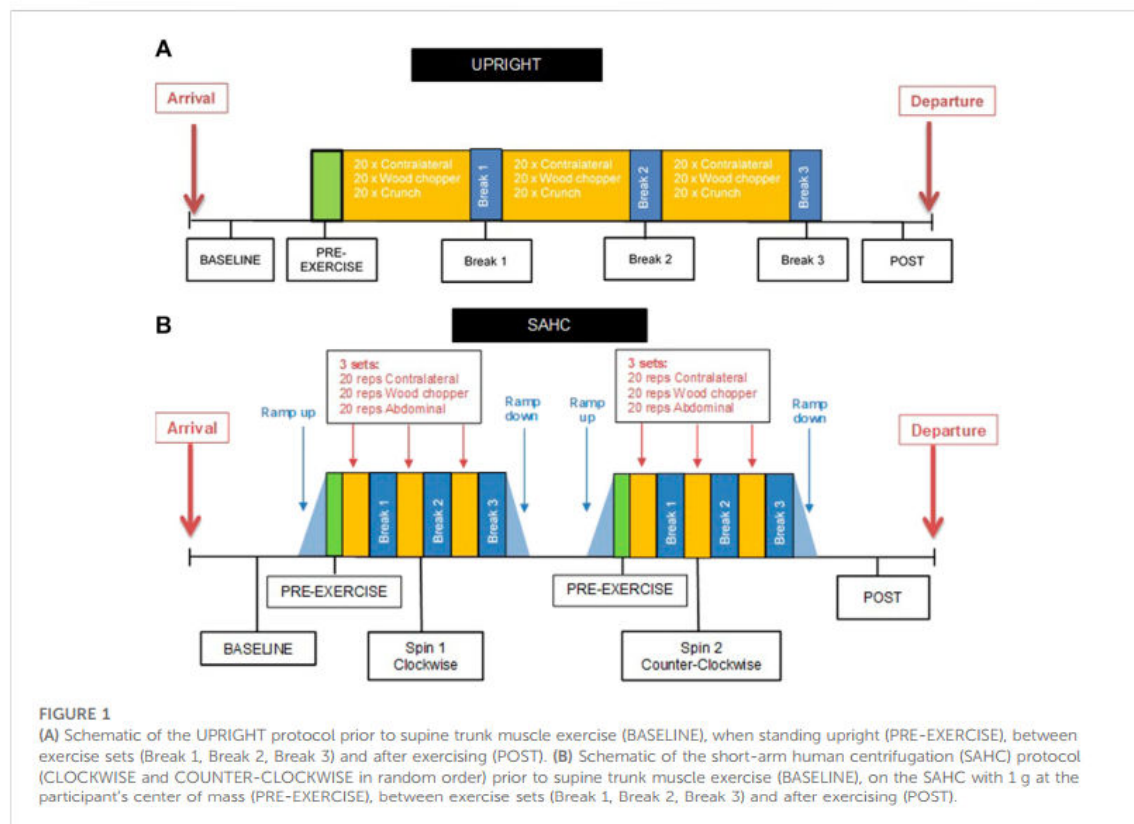 A
UPRIGHT
Arrival
Departure
20 x Contralateral
20 x Wood chopper
20 x Crunch
Break 1
20 x Contralateral
20 x Wood chopper
20 x Crunch
Break 2
20 x Contralateral
20 x Wood chopper
20 x Crunch
Break 3
BASELINE
PRE-
EXERCISE
Break 1
Break 2
Break 3
POST
B
SAHC
3 sets:
20 reps Contralateral
20 reps Wood chopper
20 reps Abdominal
3 sets:
20 reps Contralateral
20 reps Wood chopper
20 reps Abdominal
Arrival
Ramp up
Ramp
down
Ramp
up
Ramp
down
Departure
Break 1
Break 2
Break 3
Break 1
Break 2
Break 3
PRE-EXERCISE
PRE-EXERCISE
POST
BASELINE
Spin 1
Clockwise
Spin 2
Counter-Clockwise
FIGURE 1
(A) Schematic of the UPRIGHT protocol prior to supine trunk muscle exercise (BASELINE), when standing upright (PRE-EXERCISE), between
exercise sets (Break 1, Break 2, Break 3) and after exercising (POST). (B) Schematic of the short-arm human centrifugation (SAHC) protocol
(CLOCKWISE and COUNTER-CLOCKWISE in random order) prior to supine trunk muscle exercise (BASELINE), on the SAHC with 1 g at the
participant's center of mass (PRE-EXERCISE), between exercise sets (Break 1, Break 2, Break 3) and after exercising (POST).